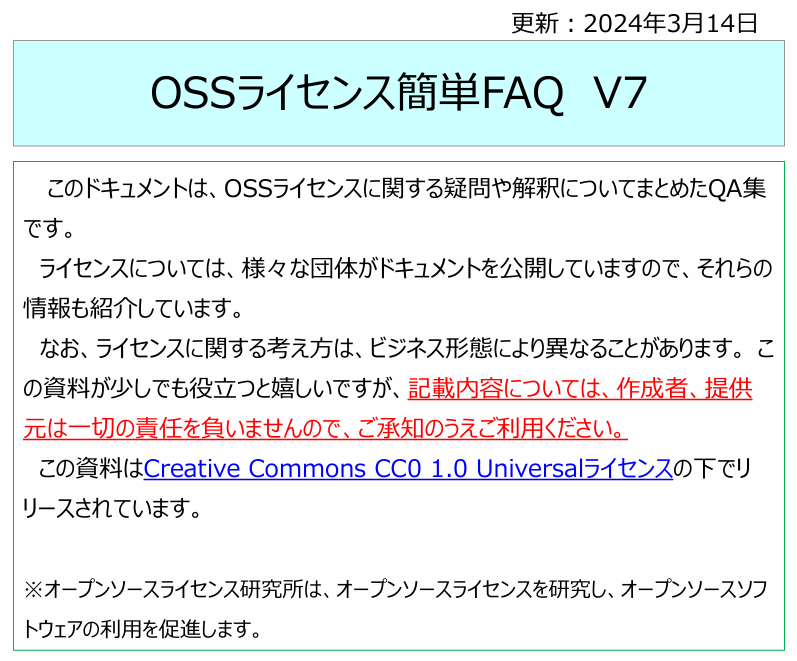 更新：2024年3月14日
OSSライセンス簡単FAQ　V7
このドキュメントは、OSSライセンスに関する疑問や解釈についてまとめたQA集
です。
ライセンスについては、様々な団体がドキュメントを公開していますので、それらの
情報も紹介しています。
なお、ライセンスに関する考え方は、ビジネス形態により異なることがあります。こ
の資料が少しでも役立つと嬉しいですが、記載内容については、作成者、提供
元は一切の責任を負いませんので、ご承知のうえご利用ください。
この資料はCreative Commons CC0 1.0 Universalライセンスの下でリ
リースされています。
※オープンソースライセンス研究所は、オープンソースライセンスを研究し、オープンソースソフ
トウェアの利用を促進します。